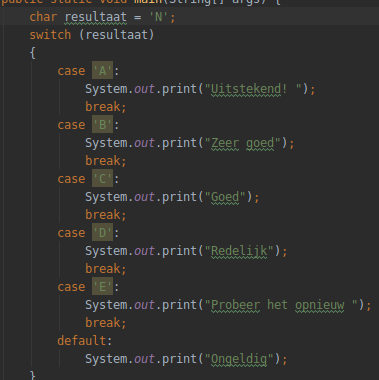 public static void main(String[] args) {
char resultaat = 'N';
switch (resultaat)
{
case 'A':
System.out.print("Uitstekend! ");
break;
case 'B':
System.out.print("Zeer goed");
break;
case 'C':
System.out.print("Goed");
break;
case 'D':
System.out.print("Redelijk");
break;
case 'E':
System.out.print("Probeer het opnieuw ");
break;
default:
System.out.print("Ongeldig");
}